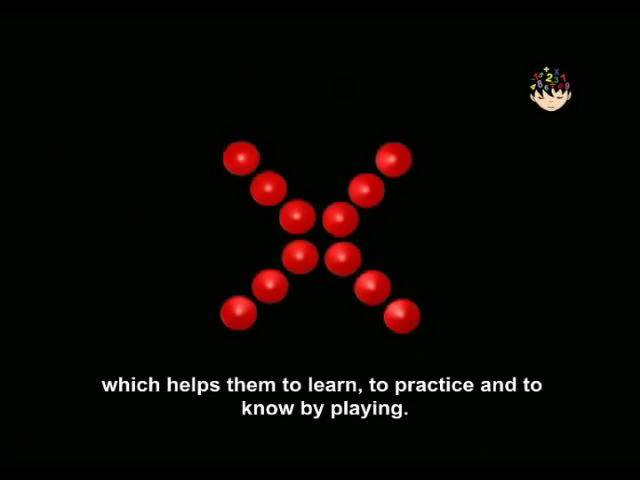 which helps them to learn, to practice and to
know by playing.